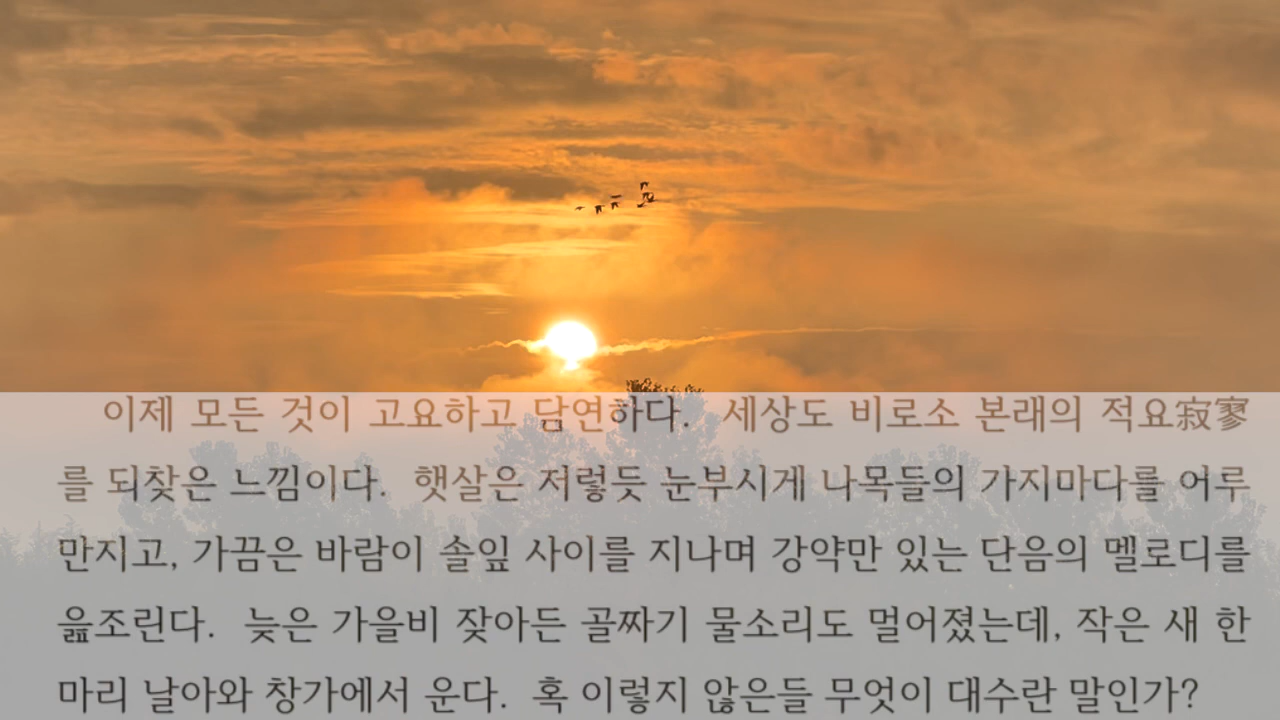 이제 모든 것이 고요하고 담연하다. 세상도 비로소 본래의 적요寂寥
를 되찾은 느낌이다. 햇살은 저렇듯 눈부시게 나목들의 가지마다를 어루
만지고, 가끔은 바람이 솔잎 사이를 지나며 강약만 있는 단음의 멜로디를
읊조린다. 늦은 가을비 잦아든 골짜기 물소리도 멀어졌는데, 작은 새 한
마리 날아와 창가에서 운다. 혹 이렇지 않은들 무엇이 대수란 말인가?